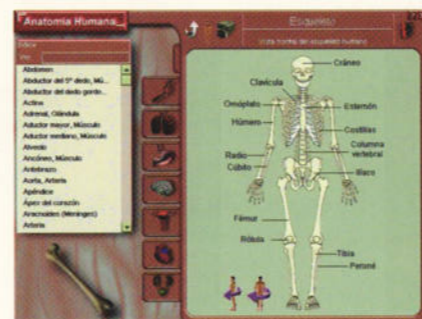 Anatomía Humana
Índice
Ver:
Abdomen
Abductor del 5º dedo, Mú...
Abductor del dedo gordo...
Actina
Adrenal, Glándula
Aductor mayor, Músculo
Aductor mediano, Músculo
Alveolo
Ancóneo, Músculo
Antebrazo
Aorta, Arteria
Apéndice
Ápex del corazón
Aracnoides (Meninges)
Arteria
Esqueleto
Vista frontal del esqueleto humano
Cráneo
Clavícula
Omóplato
Esternón
Húmero
Costillas
Radio
Columna
vertebral
Cúbito
Ilíaco
Fémur
Rótula
Tibia
Peroné